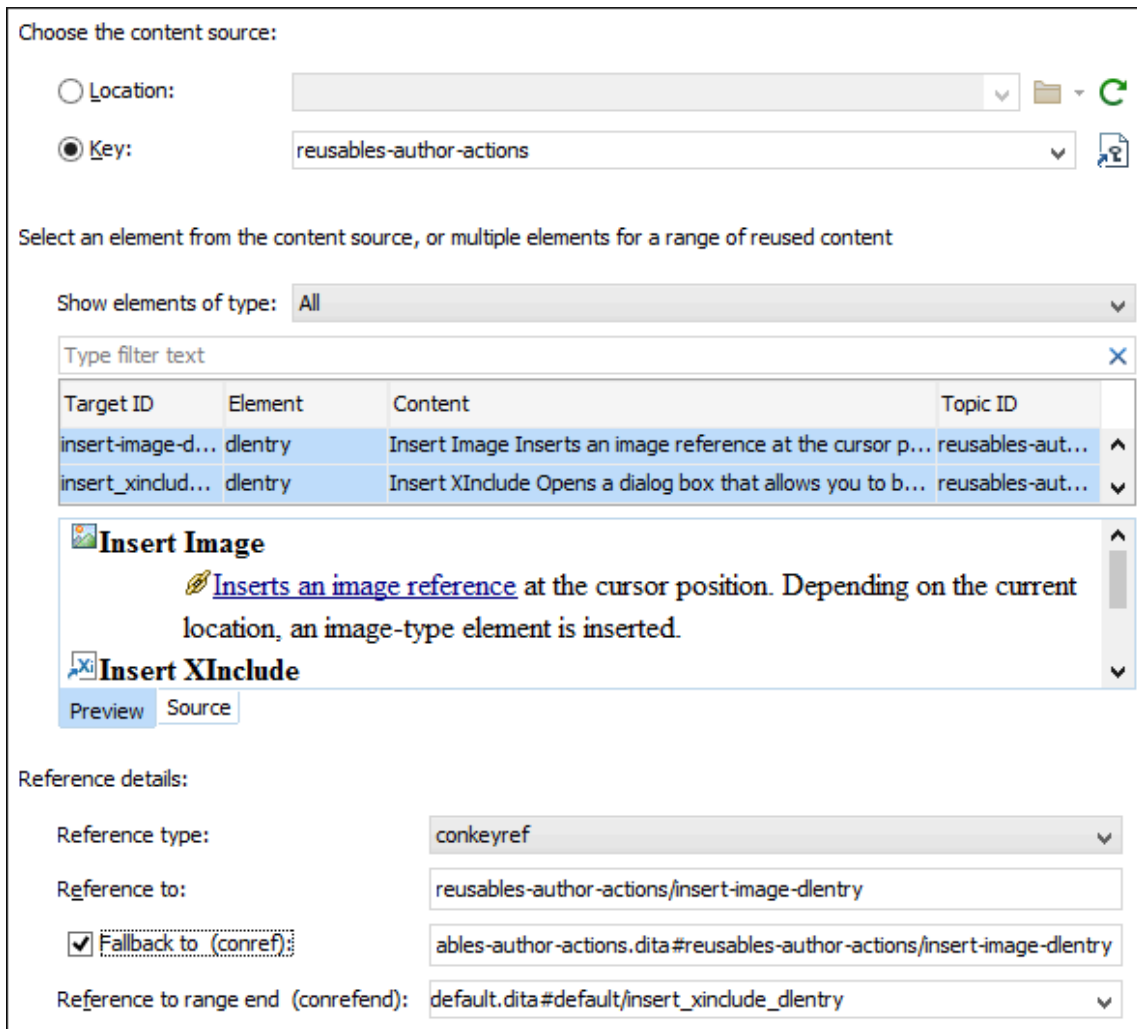 Choose the content source:
Location:
Key: reusables-author-actions
Select an element from the content source, or multiple elements for a range of reused content
Show elements of type: All
Type filter text
Target ID Element Content Topic ID
insert-image-d... dlentry Insert Image Inserts an image reference at the cursor p... reusables-aut...
insert_xinclud... dlentry Insert XInclude Opens a dialog box that allows you to b... reusables-aut...
Insert Image
Inserts an image reference at the cursor position. Depending on the current
location, an image-type element is inserted.
Xi Insert XInclude
Preview Source
Reference details:
Reference type: conkeyref
Reference to: reusables-author-actions/insert-image-dlentry
Fallback to (conref): ables-author-actions.dita#reusables-author-actions/insert-image-dlentry
Reference to range end (conrefend): default.dita#default/insert_xinclude_dlentry